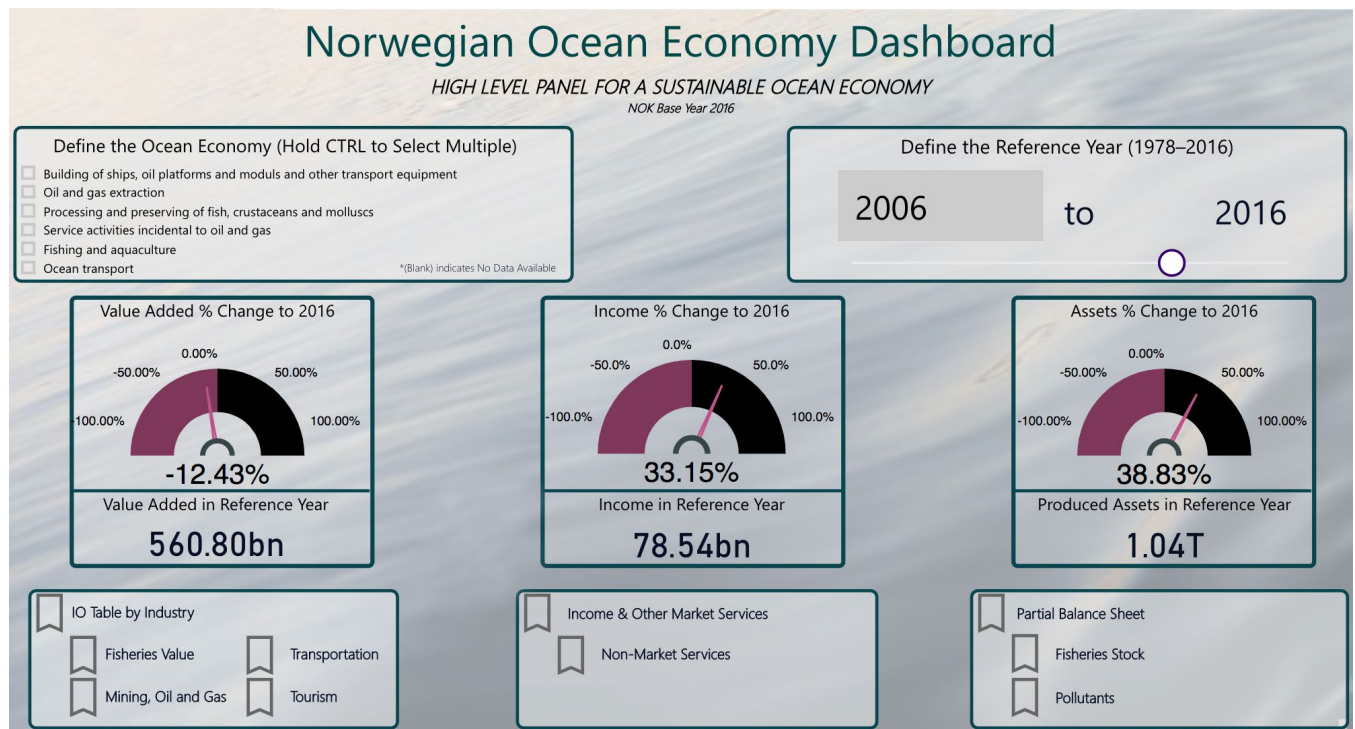 Norwegian Ocean Economy Dashboard
HIGH LEVEL PANEL FOR A SUSTAINABLE OCEAN ECONOMY
NOK Base Year 2016
Define the Ocean Economy (Hold CTRL to Select Multiple)
Building of ships, oil platforms and moduls and other transport equipment
Oil and gas extraction
Processing and preserving of fish, crustaceans and molluscs
Service activities incidental to oil and gas
Fishing and aquaculture
Ocean transport
*(Blank) indicates No Data Available
Define the Reference Year (1978–2016)
2006 to 2016
Value Added % Change to 2016
0.00%
-50.00% 50.00%
-100.00% 100.00%
-12.43%
Value Added in Reference Year
560.80bn
Income % Change to 2016
0.0%
-50.0% 50.0%
-100.0% 100.0%
33.15%
Income in Reference Year
78.54bn
Assets % Change to 2016
0.00%
-50.00% 50.00%
-100.00% 100.00%
38.83%
Produced Assets in Reference Year
1.04T
IO Table by Industry
Fisheries Value Transportation
Mining, Oil and Gas Tourism
Income & Other Market Services
Non-Market Services
Partial Balance Sheet
Fisheries Stock
Pollutants